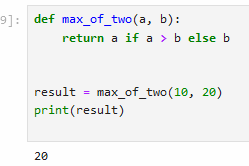 9]:
def max_of_two(a, b):
    return a if a > b else b
result = max_of_two(10, 20)
print(result)
20